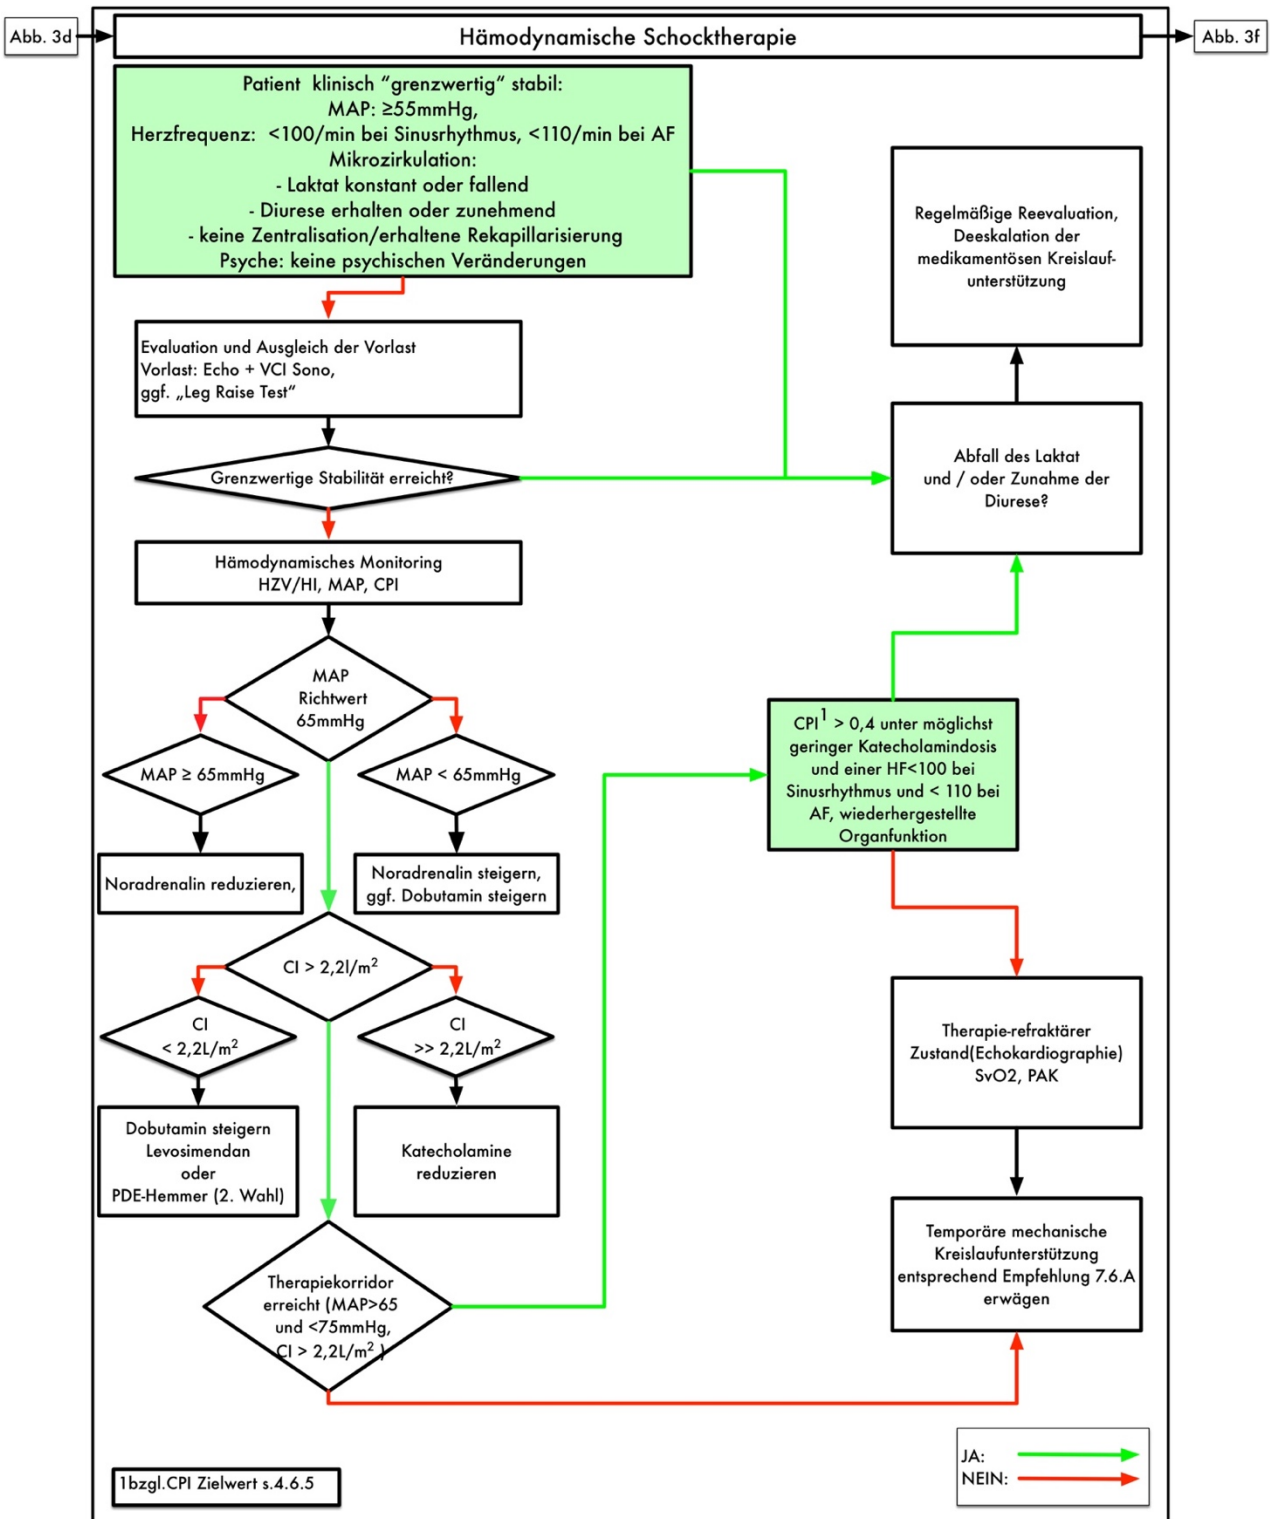 Abb. 3d
Hämodynamische Schocktherapie
Abb. 3f
Patient klinisch “grenzwertig” stabil:
MAP: ≥55mmHg,
Herzfrequenz: <100/min bei Sinusrhythmus, <110/min bei AF
Mikrozirkulation:
- Laktat konstant oder fallend
- Diurese erhalten oder zunehmend
- keine Zentralisation/erhaltene Rekapillarisierung
Psyche: keine psychischen Veränderungen
Regelmäßige Reevaluation,
Deeskalation der
medikamentösen Kreislauf-
unterstützung
Evaluation und Ausgleich der Vorlast
Vorlast: Echo + VCI Sono,
ggf. „Leg Raise Test“
Grenzwertige Stabilität erreicht?
Abfall des Laktat
und / oder Zunahme der
Diurese?
Hämodynamisches Monitoring
HZV/HI, MAP, CPI
MAP
Richtwert
65mmHg
MAP ≥ 65mmHg
MAP < 65mmHg
Noradrenalin reduzieren,
Noradrenalin steigern,
ggf. Dobutamin steigern
CPI¹ > 0,4 unter möglichst
geringer Katecholamindosis
und einer HF<100 bei
Sinusrhythmus und < 110 bei
AF, wiederhergestellte
Organfunktion
CI > 2,2l/m²
CI
< 2,2L/m²
CI
>> 2,2L/m²
Dobutamin steigern
Levosimendan
oder
PDE-Hemmer (2. Wahl)
Katecholamine
reduzieren
Therapie-refraktärer
Zustand(Echokardiographie)
SvO2, PAK
Temporäre mechanische
Kreislaufunterstützung
entsprechend Empfehlung 7.6.A
erwägen
Therapiekorridor
erreicht (MAP>65
und <75mmHg,
CI > 2,2L/m² )
1bzgl.CPI Zielwert s.4.6.5
JA:
NEIN: